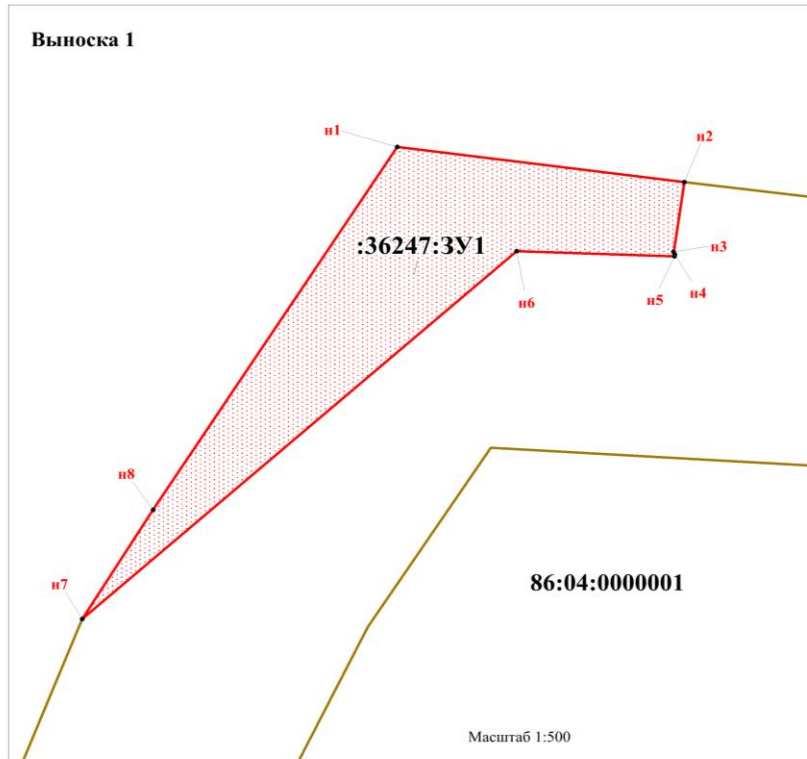 Выноска 1
н1
н2
:36247:ЗУ1
н3
н6
н5
н4
н8
н7
86:04:0000001
Масштаб 1:500